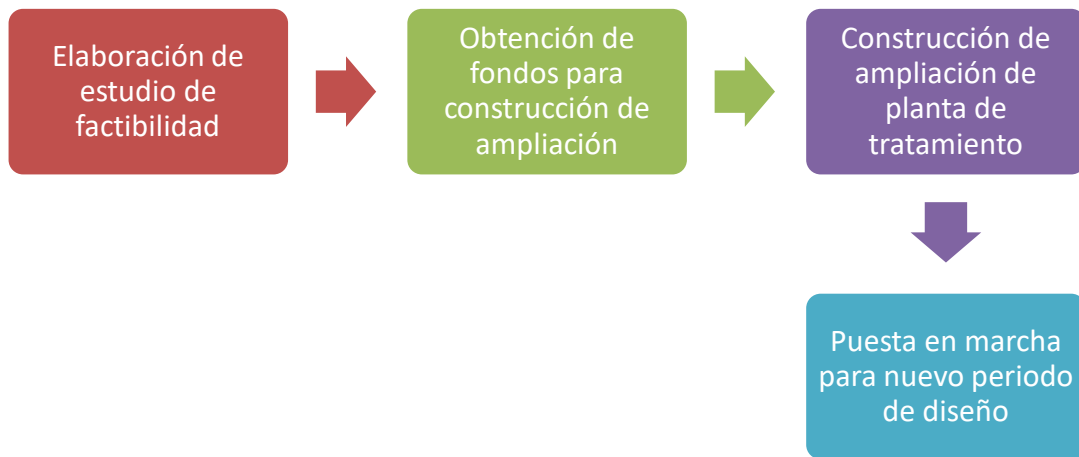 Elaboración de
estudio de
factibilidad
Obtención de
fondos para
construcción de
ampliación
Construcción de
ampliación de
planta de
tratamiento
Puesta en marcha
para nuevo periodo
de diseño